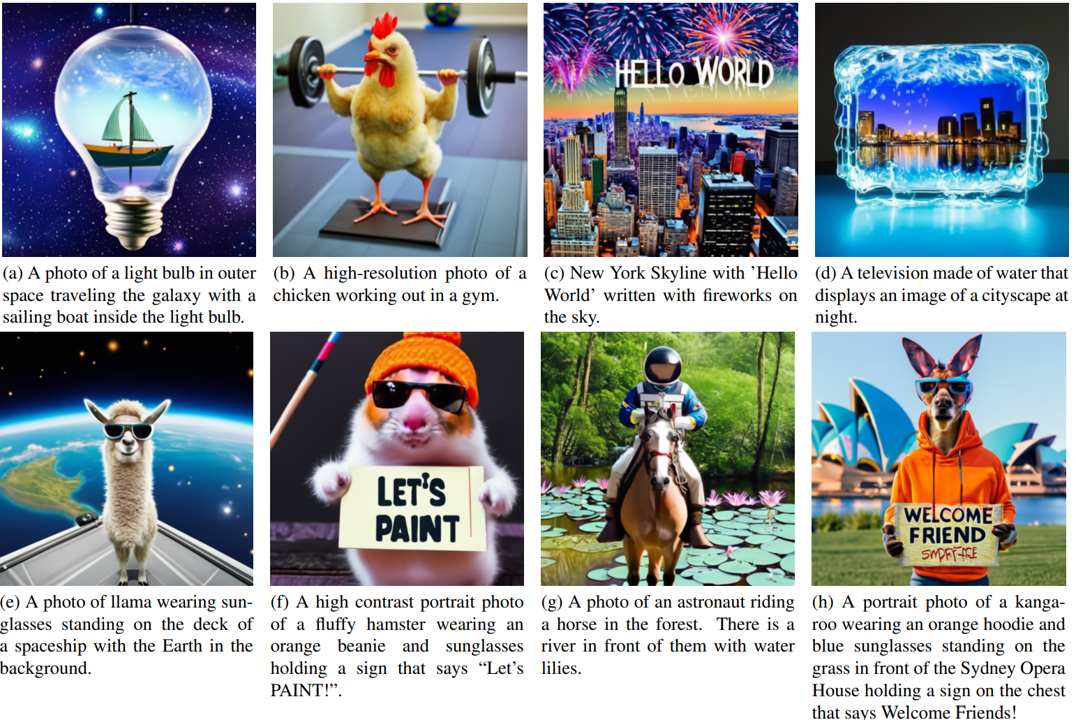 HELLO WORLD
(a) A photo of a light bulb in outer
space traveling the galaxy with a
sailing boat inside the light bulb.
(b) A high-resolution photo of a
chicken working out in a gym.
(c) New York Skyline with 'Hello
World' written with fireworks on
the sky.
(d) A television made of water that
displays an image of a cityscape at
night.
LET'S
PAINT
WELCOME
FRIEND
(e) A photo of llama wearing sun-
glasses standing on the deck of
a spaceship with the Earth in the
background.
(f) A high contrast portrait photo
of a fluffy hamster wearing an
orange beanie and sunglasses
holding a sign that says “Let's
PAINT!”.
(g) A photo of an astronaut riding
a horse in the forest. There is a
river in front of them with water
lilies.
(h) A portrait photo of a kanga-
roo wearing an orange hoodie and
blue sunglasses standing on the
grass in front of the Sydney Opera
House holding a sign on the chest
that says Welcome Friends!